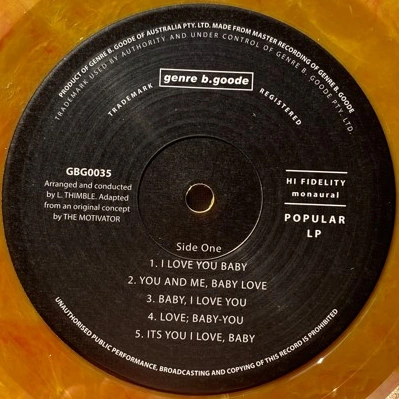 PRODUCT OF GENRE B. GOODE OF AUSTRALIA PTY. LTD. MADE FROM MASTER RECORDING OF GENRE B. GOODE
TRADEMARK USED BY AUTHORITY AND UNDER CONTROL OF GENRE B. GOODE PTY. LTD.
genre b.goode
TRADEMARK REGISTERED
GBG0035
Arranged and conducted
by L. THIMBLE. Adapted
from an original concept
by THE MOTIVATOR
HI FIDELITY
monaural
POPULAR
LP
Side One
1. I LOVE YOU BABY
2. YOU AND ME, BABY LOVE
3. BABY, I LOVE YOU
4. LOVE; BABY-YOU
5. ITS YOU I LOVE, BABY
UNAUTHORISED PUBLIC PERFORMANCE, BROADCASTING AND COPYING OF THIS RECORD IS PROHIBITED